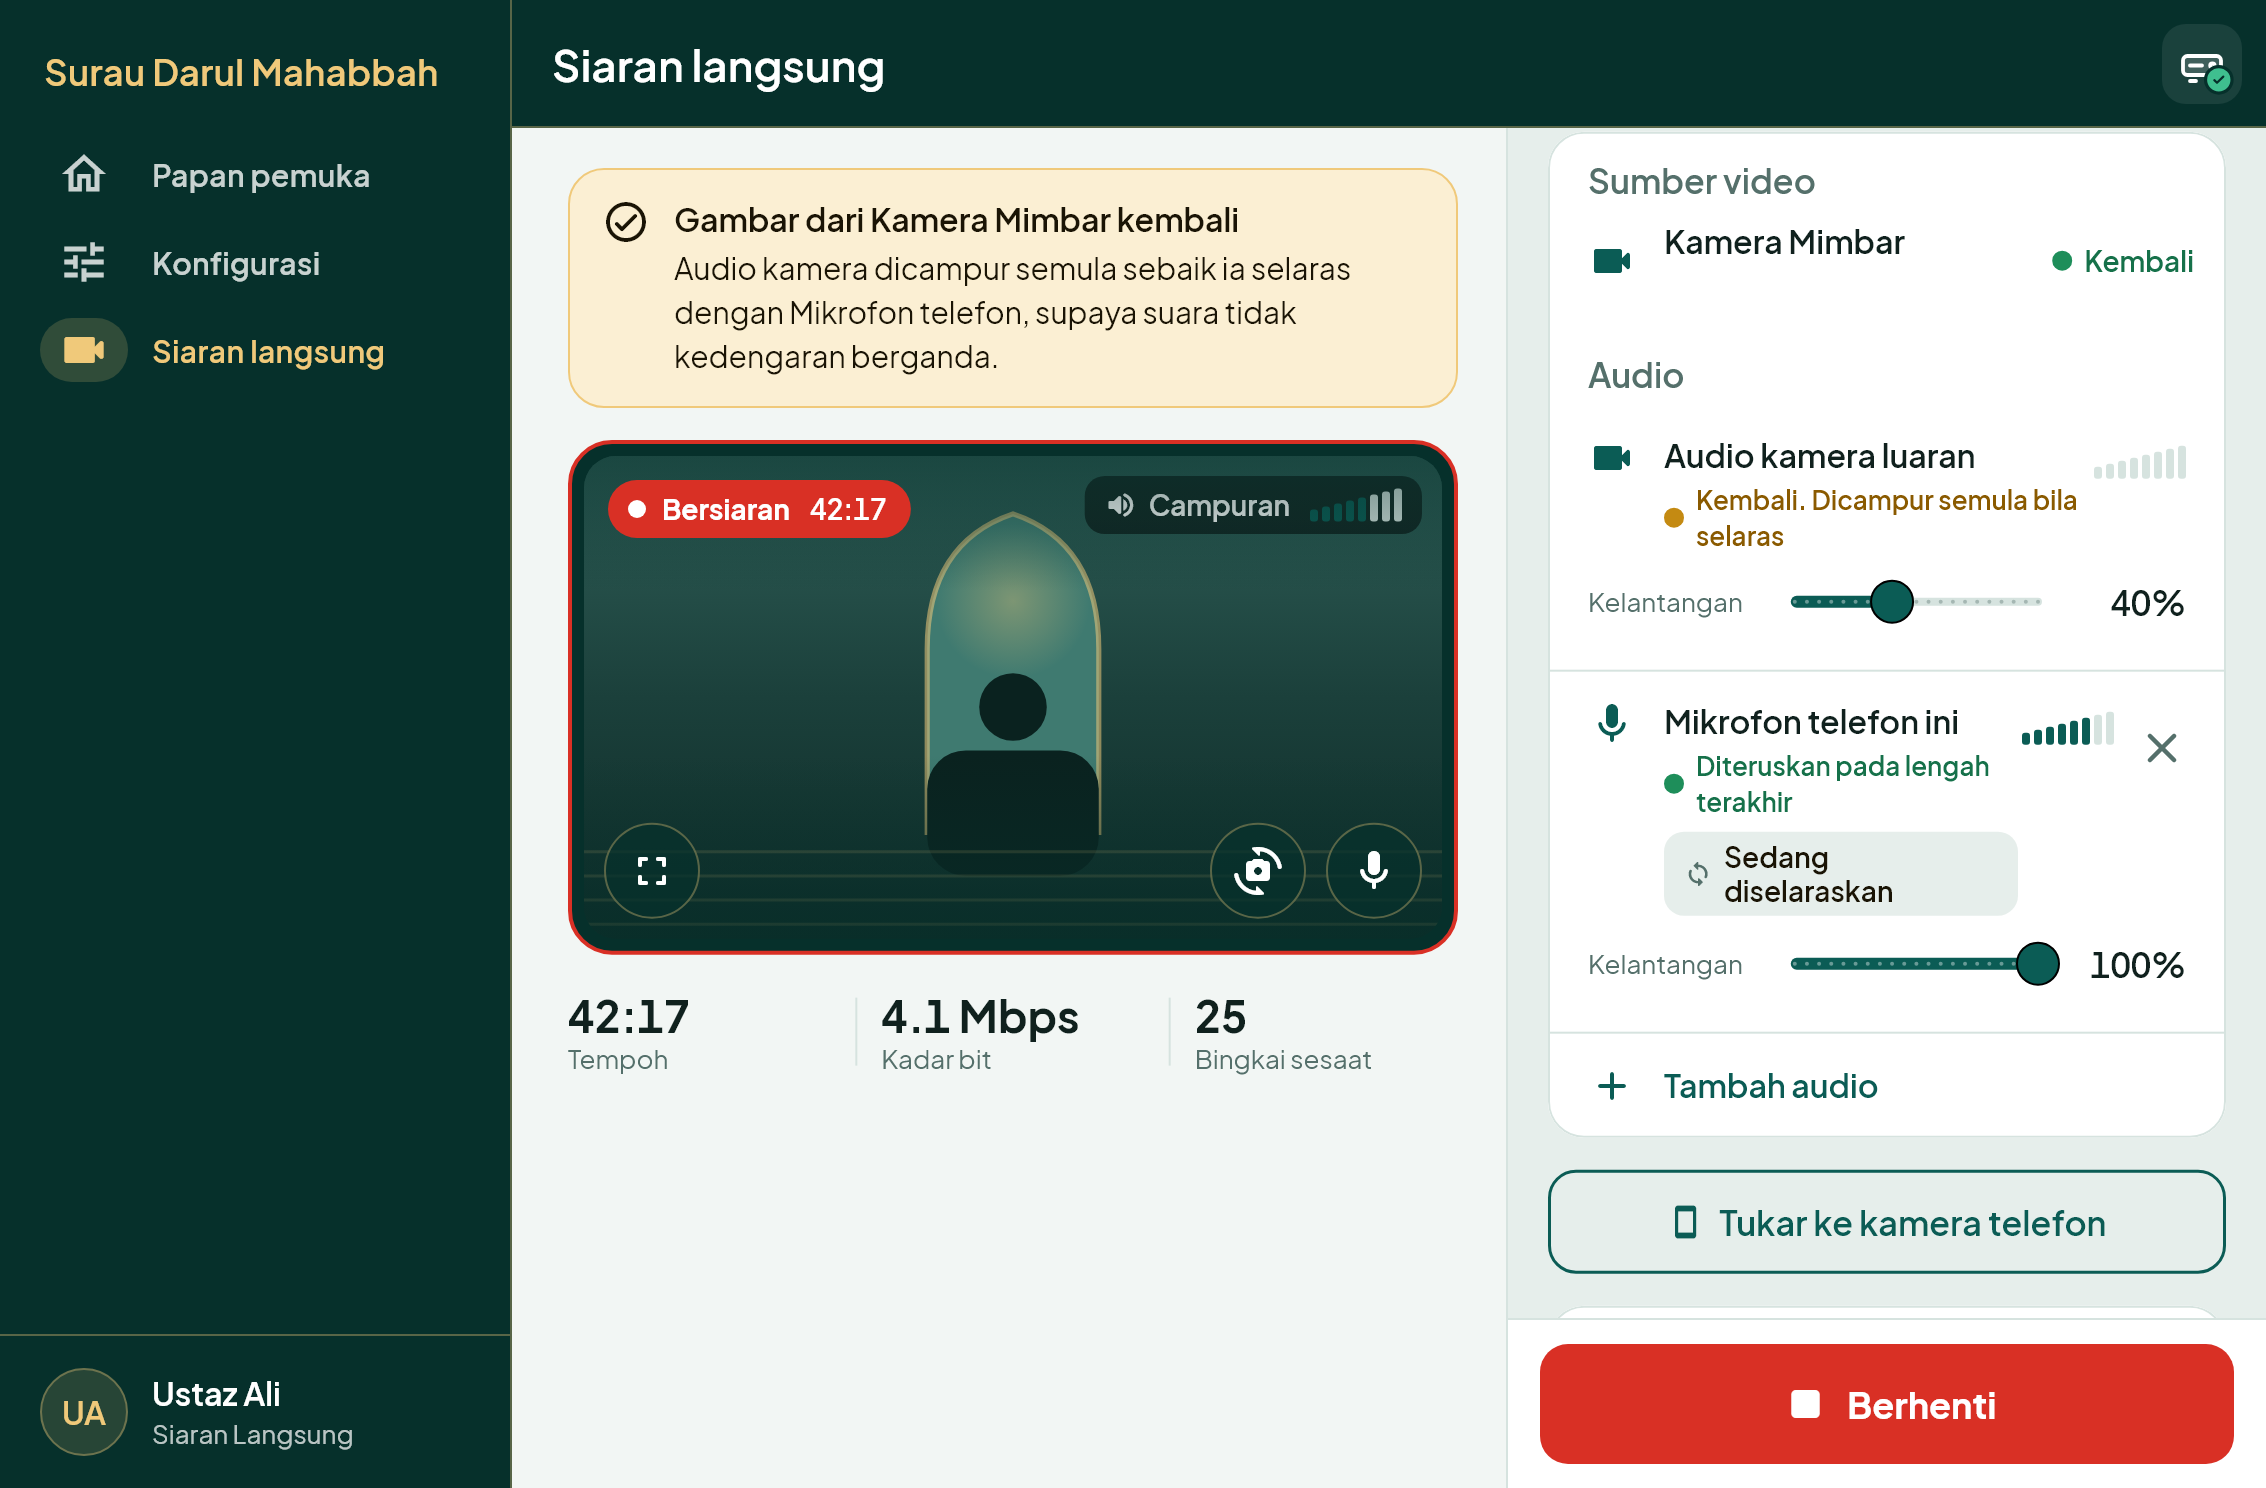 Surau Darul Mahabbah
Papan pemuka
Konfigurasi
Siaran langsung
UA
Ustaz Ali
Siaran Langsung
Siaran langsung
Gambar dari Kamera Mimbar kembali
Audio kamera dicampur semula sebaik ia selaras
dengan Mikrofon telefon, supaya suara tidak
kedengaran berganda.
Bersiaran 42:17
Campuran
42:17
Tempoh
4.1 Mbps
Kadar bit
25
Bingkai sesaat
Sumber video
Kamera Mimbar
Kembali
Audio
Audio kamera luaran
Kembali. Dicampur semula bila
selaras
Kelantangan
40%
Mikrofon telefon ini
Diteruskan pada lengah
terakhir
Sedang
diselaraskan
Kelantangan
100%
Tambah audio
Tukar ke kamera telefon
Berhenti